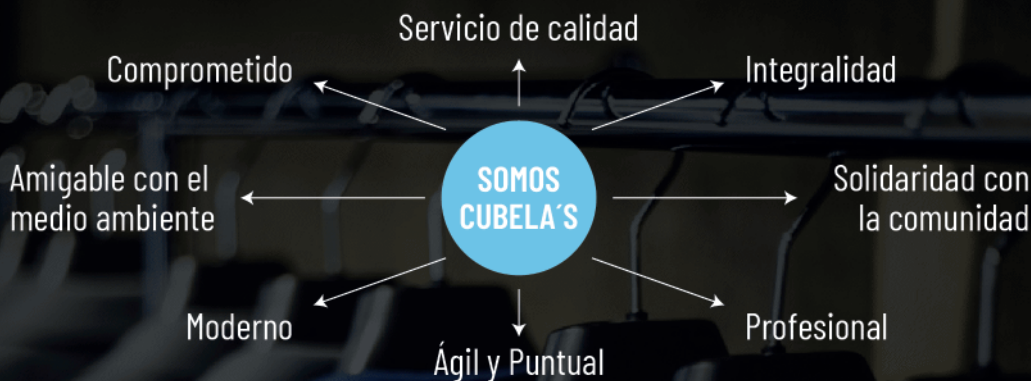 Servicio de calidad
Comprometido
Integralidad
Amigable con el
medio ambiente
SOMOS
CUBELA´S
Solidaridad con
la comunidad
Moderno
Profesional
Ágil y Puntual